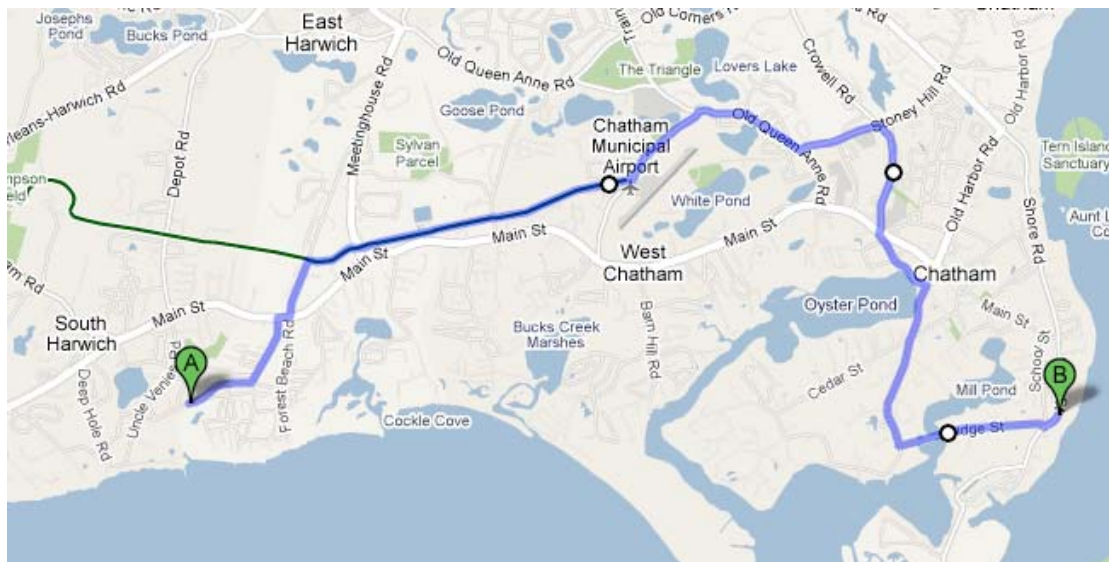 Josephs
Pond
Bucks Pond
East
Harwich
Old Corners
Chatham
Old Queen Anne Rd
The Triangle
Lovers Lake
Crowell Rd
Stoney Hill Rd
Old Harbor Rd
Goose Pond
Meetinghouse Rd
Depot Rd
Sylvan
Parcel
Chatham
Municipal
Airport
Old Queen Anne Rd
Tern Island
Sanctuary
White Pond
Old Harbor Rd
Shore Rd
Aunt
Main St
Main St
Main St
West
Chatham
Chatham
Main St
South
Harwich
Oyster Pond
Main St
Bucks Creek
Marshes
Barn Hill Rd
School St
Forest Beach Rd
Uncle Venies
A
B
Cedar St
Mill Pond
Deep Hole Rd
Cockle Cove
St